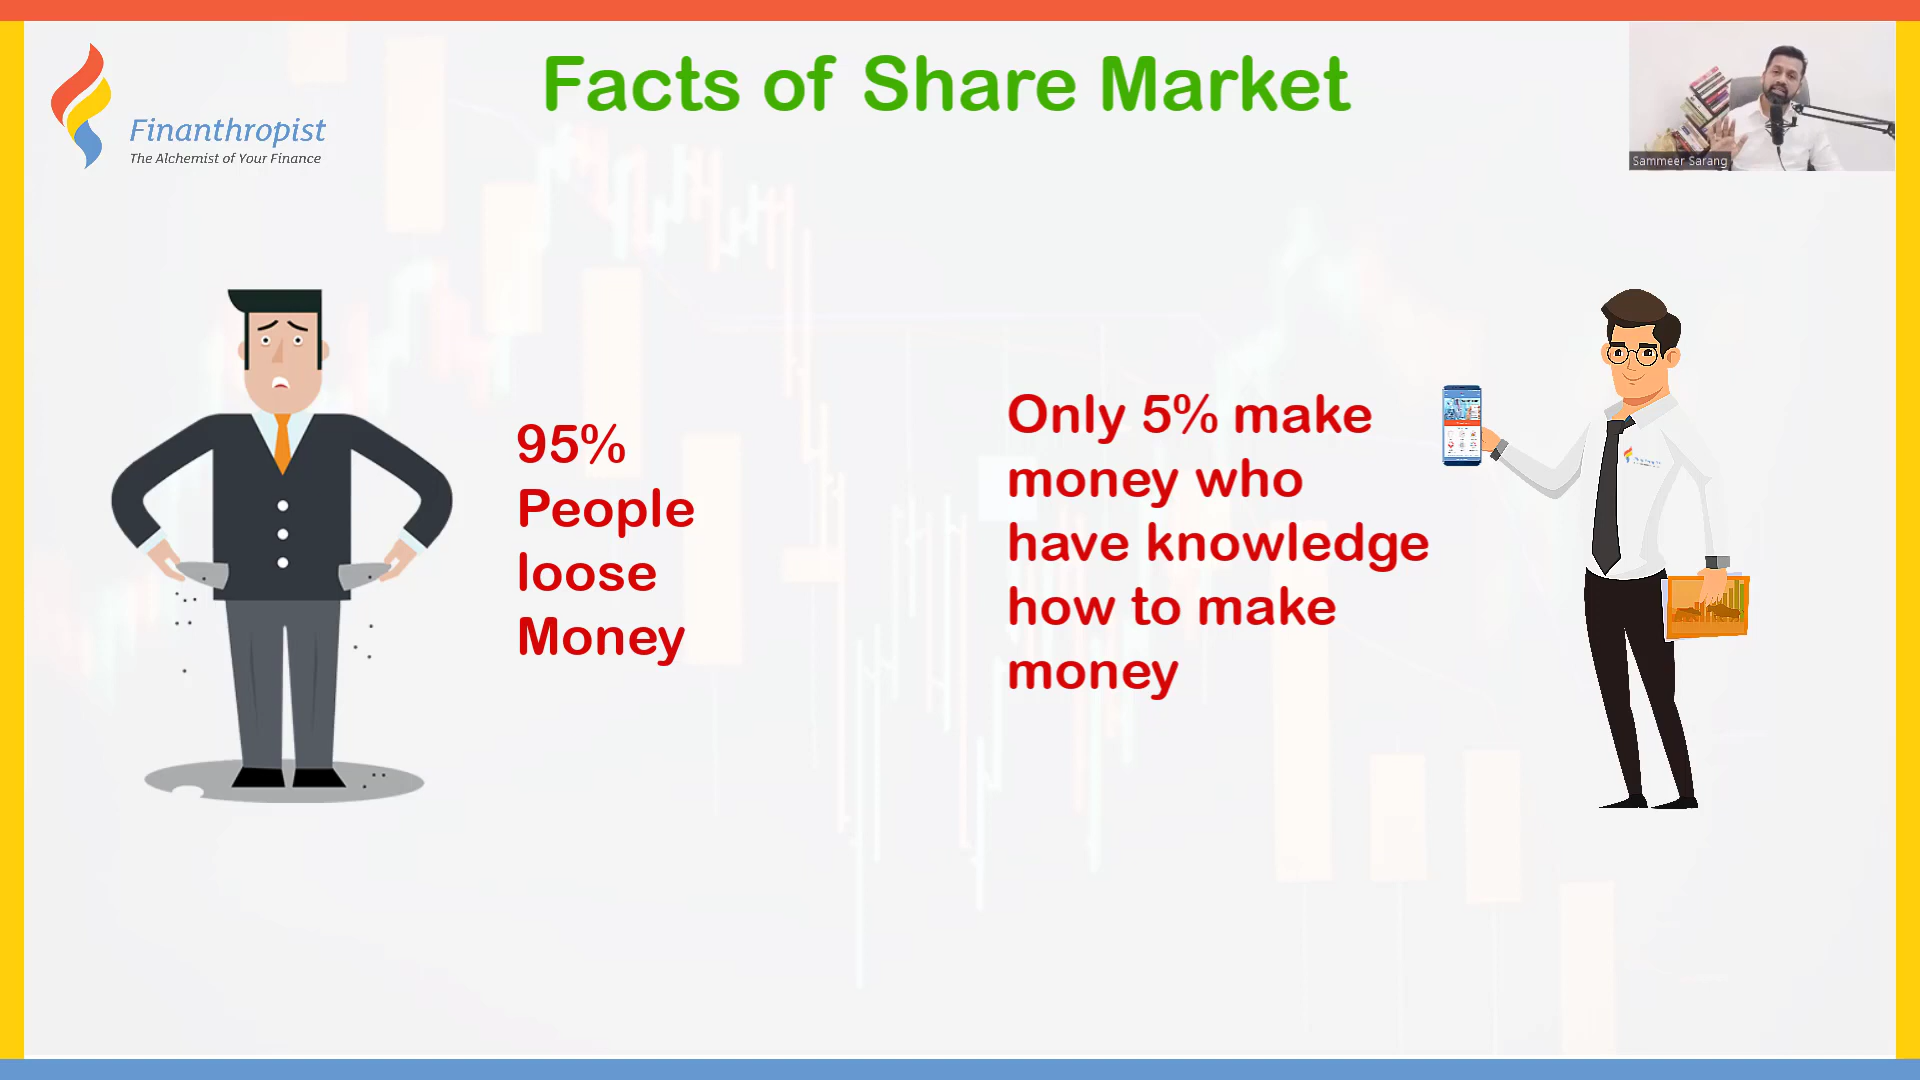 Facts of Share Market
Finanthropist
The Alchemist of Your Finance
Sammeer Sarang
95%
People
loose
Money
Only 5% make
money who
have knowledge
how to make
money